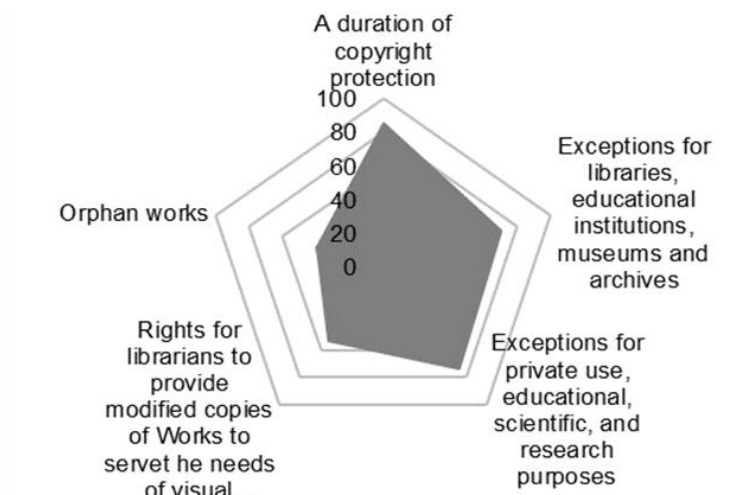 A duration of
copyright
protection
100
80
60
40
20
0
Exceptions for
libraries,
educational
institutions,
museums and
archives
Exceptions for
private use,
educational,
scientific, and
research
purposes
Rights for
librarians to
provide
modified copies
of Works to
servet he needs
of visual...
Orphan works